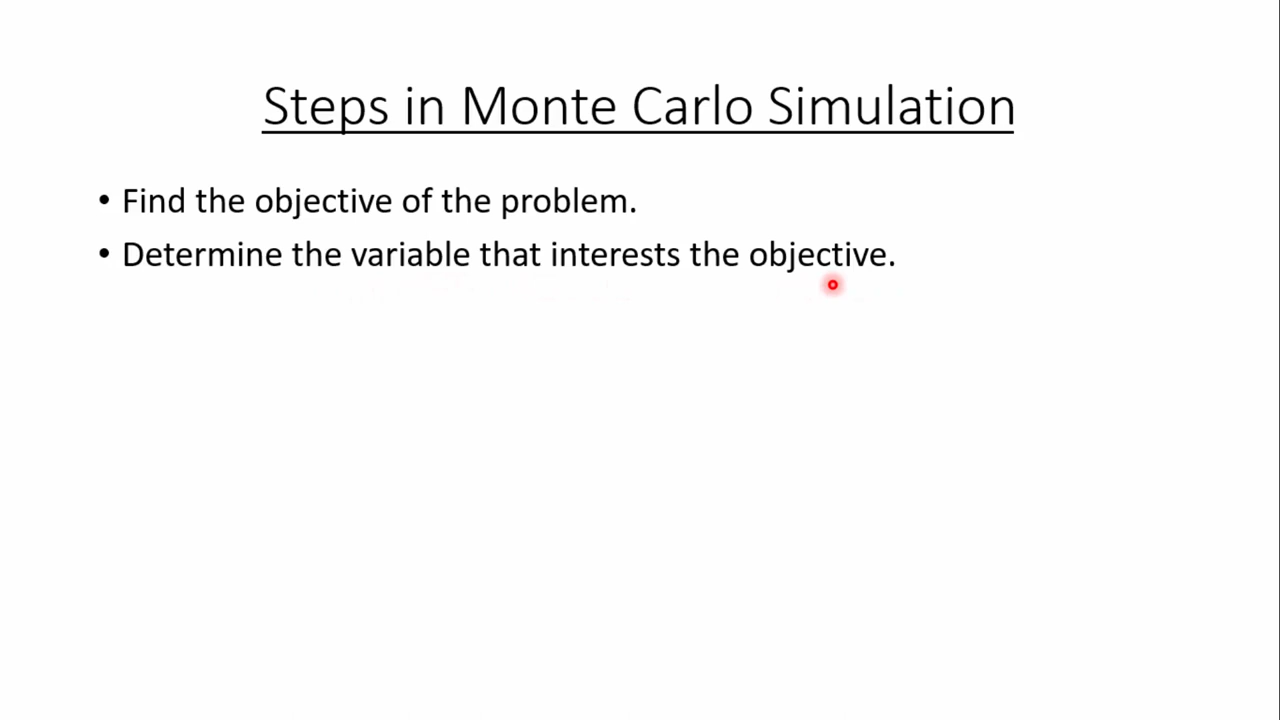 Steps in Monte Carlo Simulation
• Find the objective of the problem.
• Determine the variable that interests the objective.